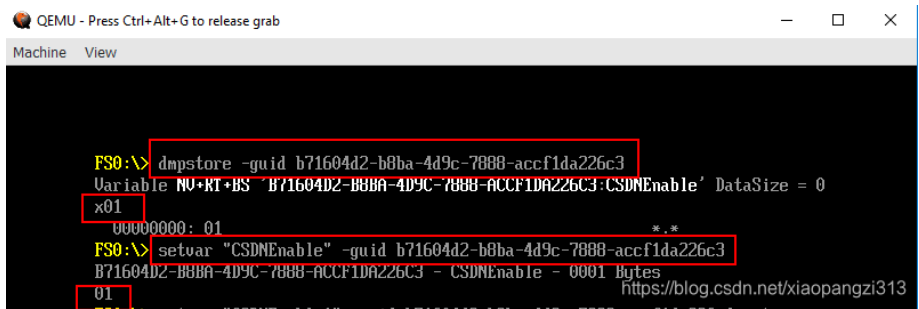 QEMU - Press Ctrl+Alt+G to release grab
Machine View
FS0:\> dmpstore -guid b71604d2-b8ba-4d9c-7888-accf1da226c3
Variable NV+RT+BS 'B71604D2-B8BA-4D9C-7888-ACCF1DA226C3:CSDNEnable' DataSize = 0
x01
00000000: 01 *.*
FS0:\> setvar "CSDNEnable" -guid b71604d2-b8ba-4d9c-7888-accf1da226c3
B71604D2-B8BA-4D9C-7888-ACCF1DA226C3 - CSDNEnable - 0001 Bytes
01
https://blog.csdn.net/xiaopangzi313